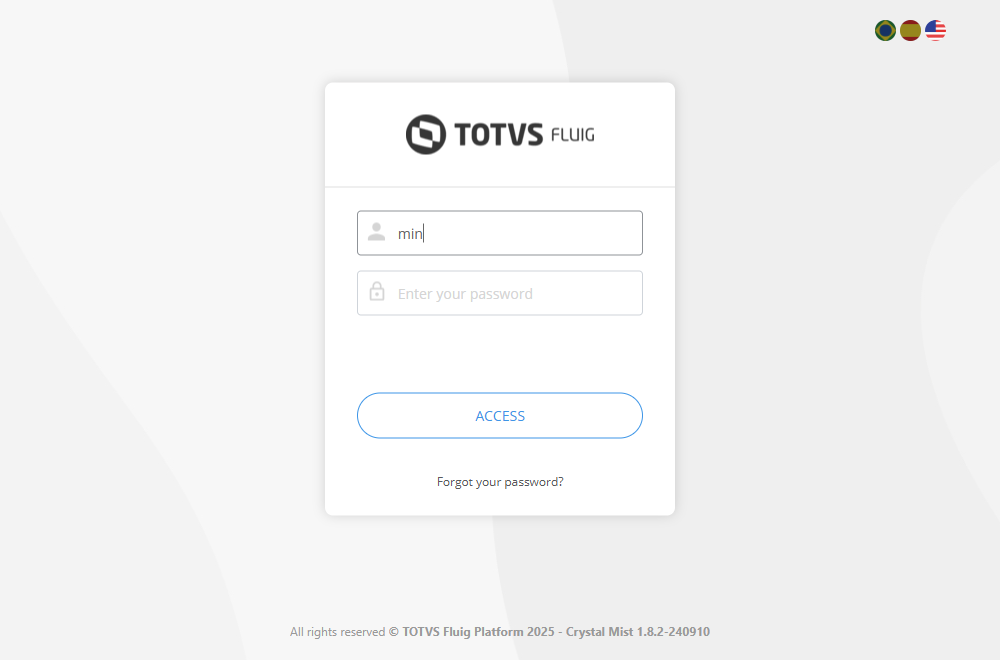 TOTVS FLUIG
min
Enter your password
ACCESS
Forgot your password?
All rights reserved © TOTVS Fluig Platform 2025 - Crystal Mist 1.8.2-240910